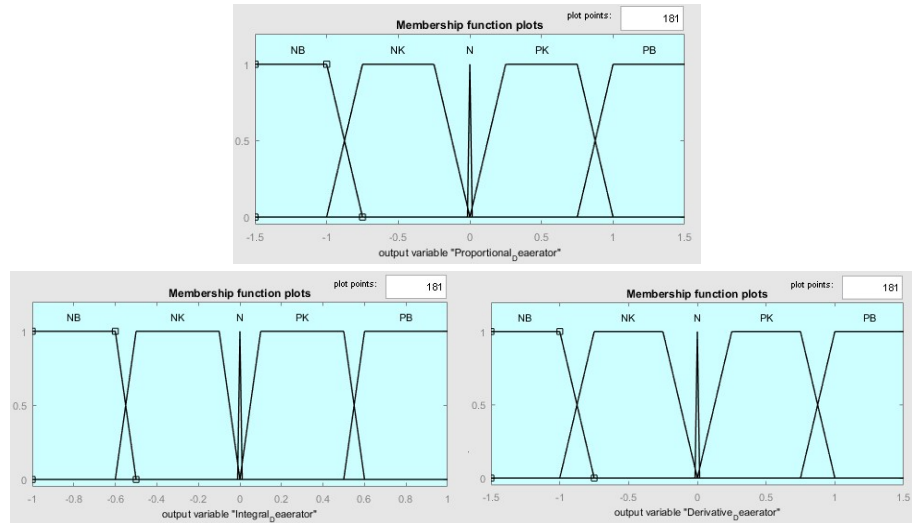 Membership function plots
plot points: 181
NB NK N PK PB
1
0.5
0
-1.5 -1 -0.5 0 0.5 1 1.5
output variable "Proportional_Deaerator"
Membership function plots
plot points: 181
NB NK N PK PB
1
0.5
0
-1 -0.8 -0.6 -0.4 -0.2 0 0.2 0.4 0.6 0.8 1
output variable "Integral_Deaerator"
Membership function plots
plot points: 181
NB NK N PK PB
1
0.5
0
-1.5 -1 -0.5 0 0.5 1 1.5
output variable "Derivative_Deaerator"